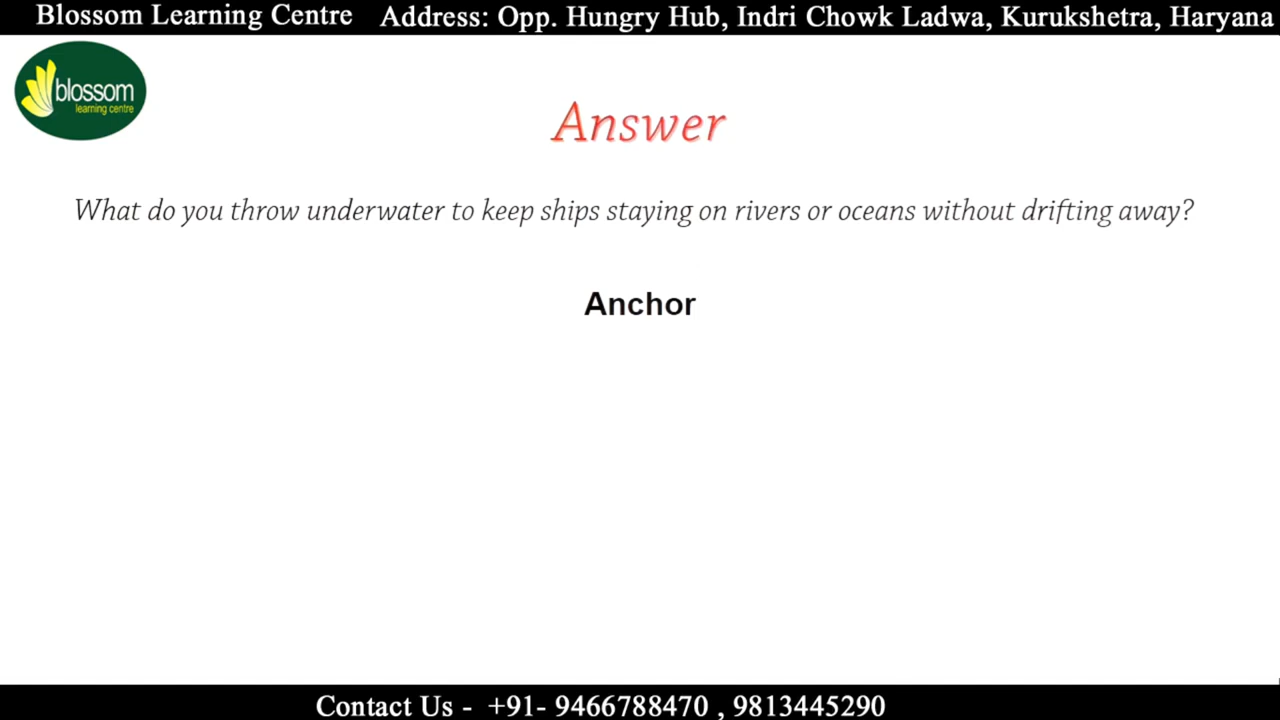 Blossom Learning Centre Address: Opp. Hungry Hub, Indri Chowk Ladwa, Kurukshetra, Haryana
blossom
learning centre
Answer
What do you throw underwater to keep ships staying on rivers or oceans without drifting away?
Anchor
Contact Us - +91- 9466788470 , 9813445290